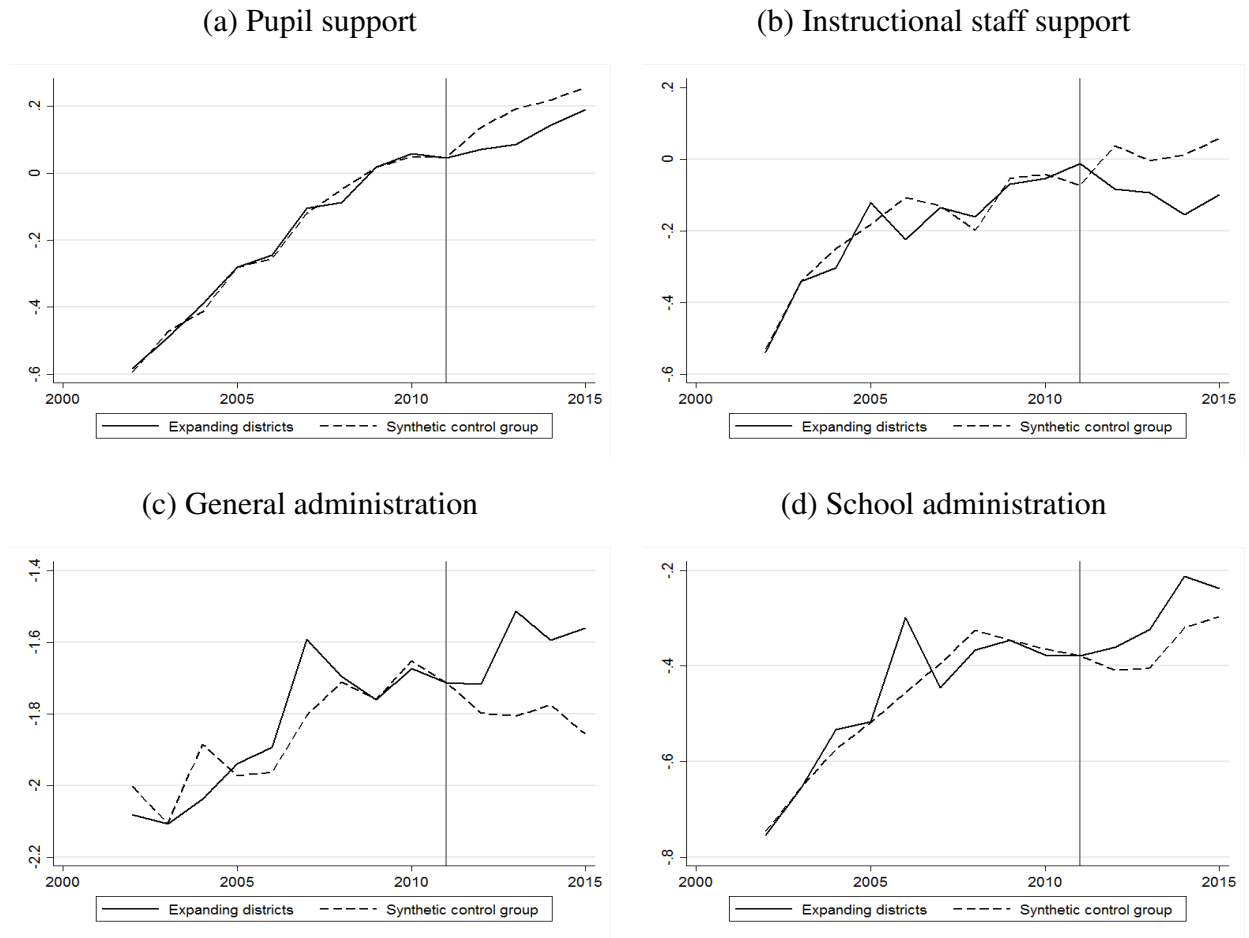 (a) Pupil support
.2
0
-.2
-.4
-.6
2000 2005 2010 2015
Expanding districts Synthetic control group
(b) Instructional staff support
.2
0
-.2
-.4
-.6
2000 2005 2010 2015
Expanding districts Synthetic control group
(c) General administration
-1.4
-1.6
-1.8
-2
-2.2
2000 2005 2010 2015
Expanding districts Synthetic control group
(d) School administration
-.2
-.4
-.6
-.8
2000 2005 2010 2015
Expanding districts Synthetic control group